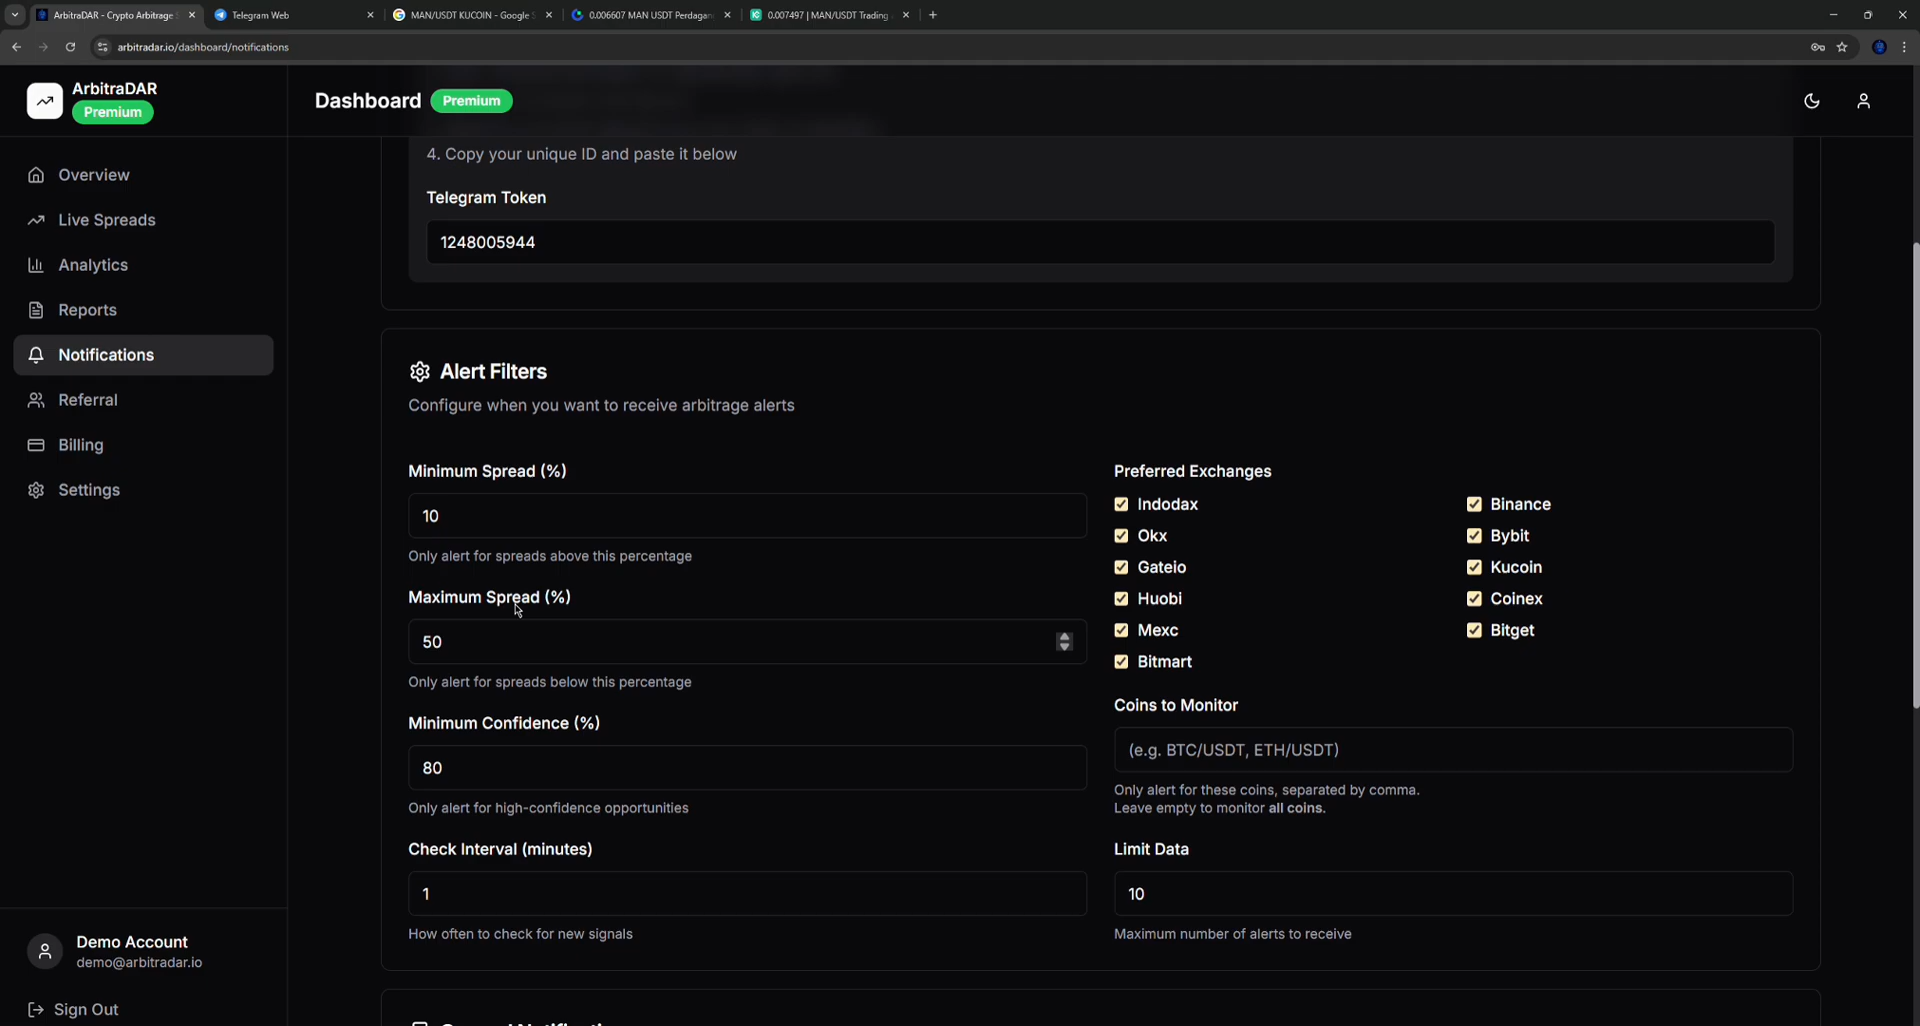 ArbitraDAR - Crypto Arbitrage
Telegram Web
MAN/USDT KUCOIN - Google
0.006607 MAN USDT Perdagan
0.007497 | MAN/USDT Trading
arbitradar.io/dashboard/notifications
ArbitraDAR
Premium
Dashboard
Premium
Overview
Live Spreads
Analytics
Reports
Notifications
Referral
Billing
Settings
4. Copy your unique ID and paste it below
Telegram Token
1248005944
Alert Filters
Configure when you want to receive arbitrage alerts
Minimum Spread (%)
10
Only alert for spreads above this percentage
Maximum Spread (%)
50
Only alert for spreads below this percentage
Minimum Confidence (%)
80
Only alert for high-confidence opportunities
Check Interval (minutes)
1
How often to check for new signals
Preferred Exchanges
Indodax
Binance
Okx
Bybit
Gateio
Kucoin
Huobi
Coinex
Mexc
Bitget
Bitmart
Coins to Monitor
(e.g. BTC/USDT, ETH/USDT)
Only alert for these coins, separated by comma.
Leave empty to monitor all coins.
Limit Data
10
Maximum number of alerts to receive
Demo Account
demo@arbitradar.io
Sign Out